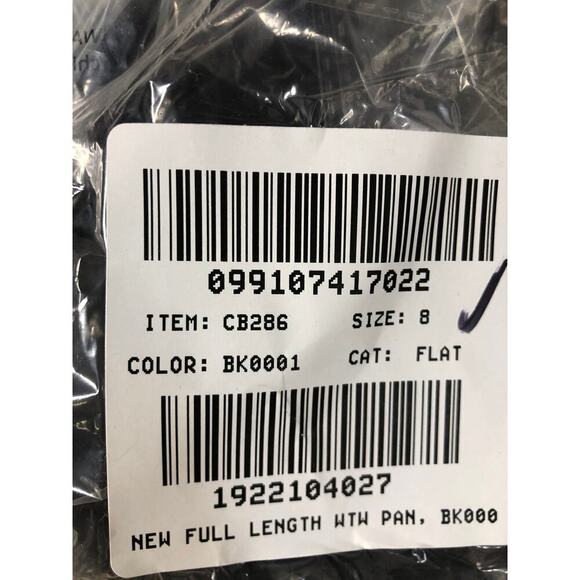 099107417022
ITEM: CB286 SIZE: 8
COLOR: BK0001 CAT: FLAT
1922104027
NEW FULL LENGTH WTW PAN, BK000